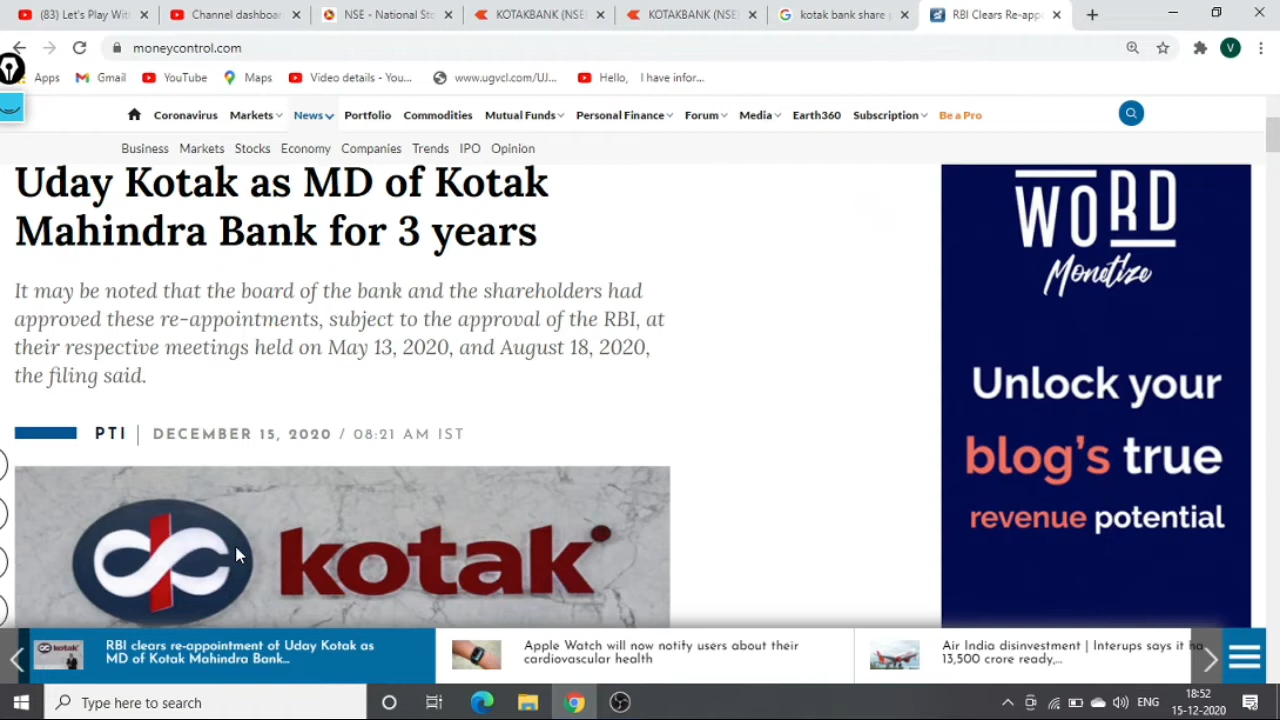 (83) Let's Play Wit
Channel dashboar
NSE - National Sto
KOTAKBANK (NSE)
KOTAKBANK (NSE)
kotak bank share p
RBI Clears Re-appo
moneycontrol.com
V
Apps
Gmail
YouTube
Maps
Video details - You...
www.ugvcl.com/UJ...
Hello, I have infor...
Coronavirus Markets News Portfolio Commodities Mutual Funds Personal Finance Forum Media Earth360 Subscription Be a Pro
Business Markets Stocks Economy Companies Trends IPO Opinion
Uday Kotak as MD of Kotak
Mahindra Bank for 3 years
It may be noted that the board of the bank and the shareholders had
approved these re-appointments, subject to the approval of the RBI, at
their respective meetings held on May 13, 2020, and August 18, 2020,
the filing said.
PTI | DECEMBER 15, 2020 / 08:21 AM IST
kotak
WORD
Monetize
Unlock your
blog's true
revenue potential
kotak
RBI clears re-appointment of Uday Kotak as
MD of Kotak Mahindra Bank...
Apple Watch will now notify users about their
cardiovascular health
Air India disinvestment | Interups says it ha
13,500 crore ready,...
Type here to search
ENG
18:52
15-12-2020